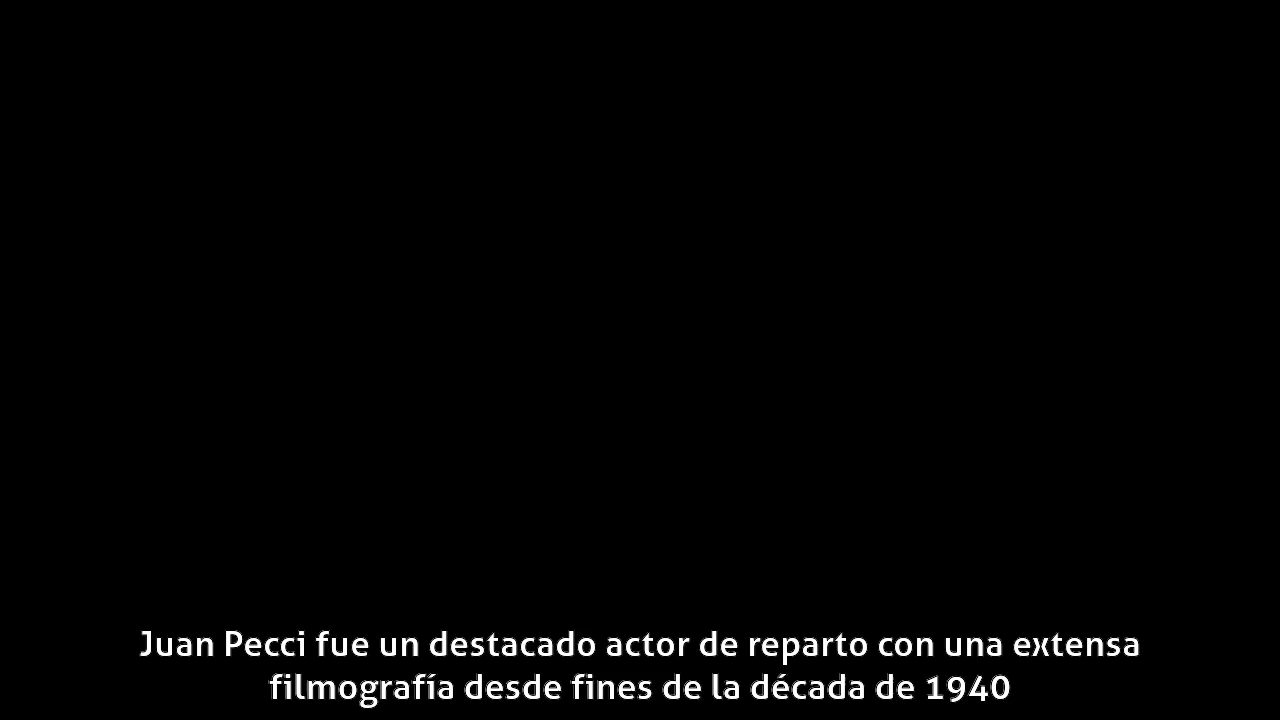 Juan Pecci fue un destacado actor de reparto con una extensa
filmografía desde fines de la década de 1940